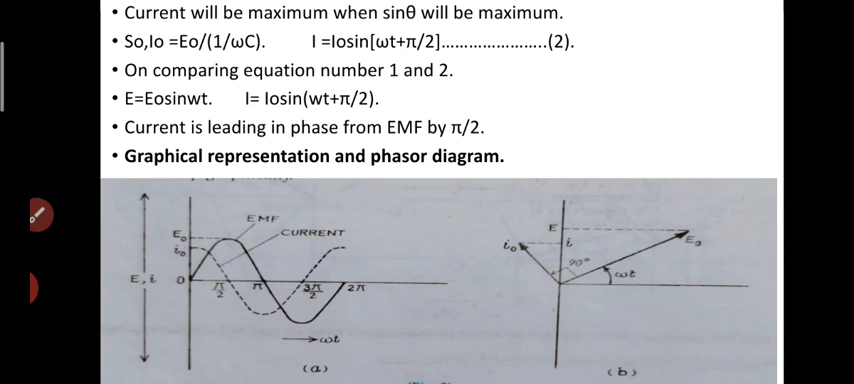 • Current will be maximum when sinθ will be maximum.
• So,Io =Eo/(1/ωC). I =Iosin[ωt+π/2]........................(2).
• On comparing equation number 1 and 2.
• E=Eosinwt. I= Iosin(wt+π/2).
• Current is leading in phase from EMF by π/2.
• Graphical representation and phasor diagram.
EMF
CURRENT
E₀
i₀
E, i
0
π/2
π
3π/2
2π
→ωt
(a)
E
i₀
i
E₀
90°
ωt
(b)